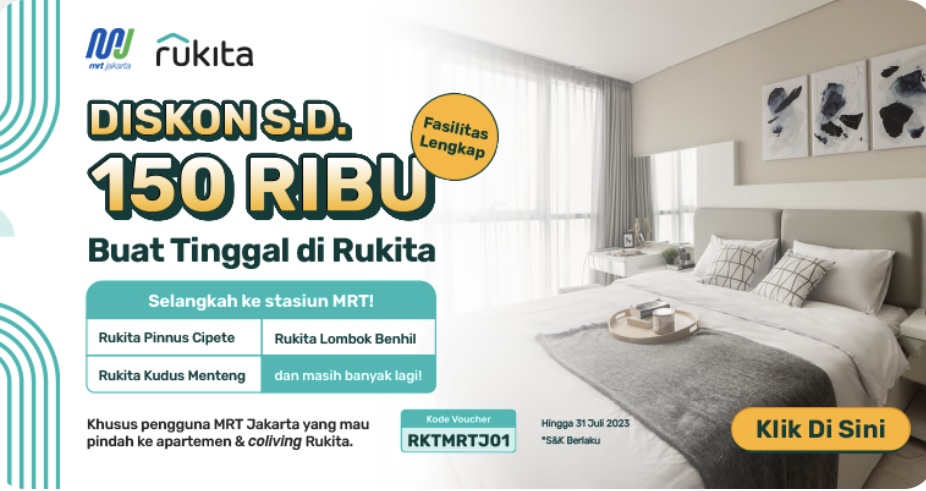 mrt jakarta
rukita
DISKON S.D.
150 RIBU
Fasilitas
Lengkap
Buat Tinggal di Rukita
Selangkah ke stasiun MRT!
Rukita Pinnus Cipete
Rukita Lombok Benhil
Rukita Kudus Menteng
dan masih banyak lagi!
Khusus pengguna MRT Jakarta yang mau
pindah ke apartemen & coliving Rukita.
Kode Voucher
RKTMRTJ01
Hingga 31 Juli 2023
*S&K Berlaku
Klik Di Sini